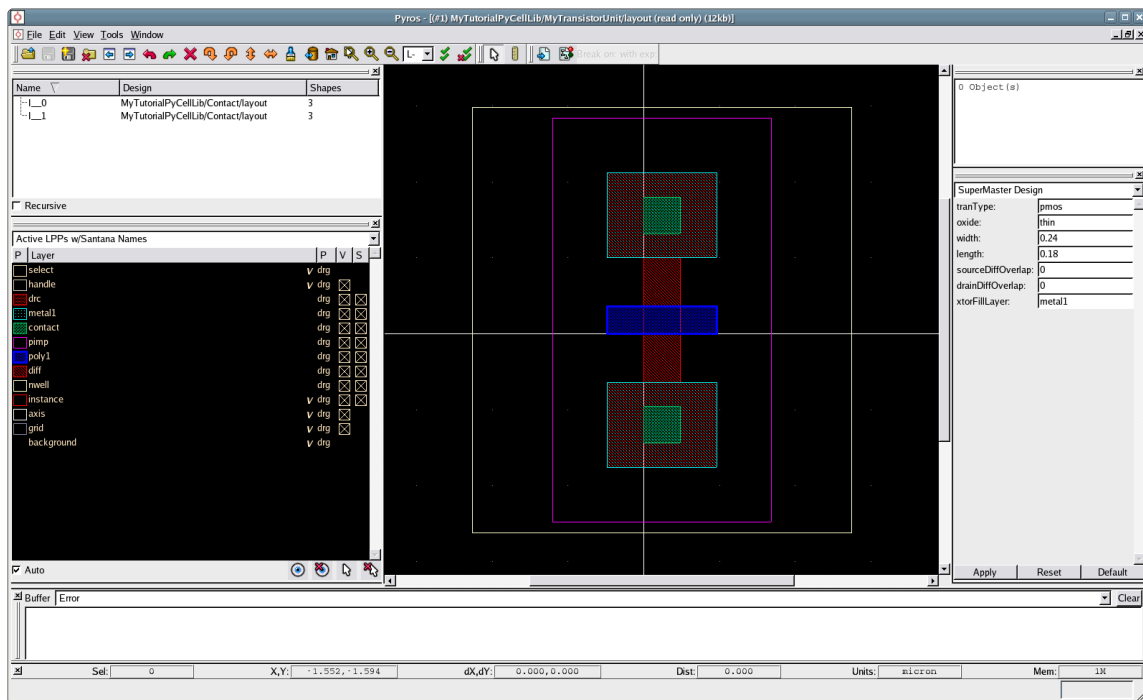 Pyros - [(#1) MyTutorialPyCellLib/MyTransistorUnit/layout (read only) (12kb)]
File Edit View Tools Window
L- Break on: with exp
Name Design Shapes
I__0 MyTutorialPyCellLib/Contact/layout 3
I__1 MyTutorialPyCellLib/Contact/layout 3
Recursive
Active LPPs w/Santana Names
P Layer P V S
select v drg
handle v drg
drc drg
metal1 drg
contact drg
pimp drg
poly1 drg
diff drg
nwell drg
instance v drg
axis v drg
grid v drg
background v drg
Auto
0 Object(s)
SuperMaster Design
tranType: pmos
oxide: thin
width: 0.24
length: 0.18
sourceDiffOverlap: 0
drainDiffOverlap: 0
xtorFillLayer: metal1
Apply Reset Default
Buffer Error Clear
Sel: 0 X,Y: -1.552,-1.594 dX,dY: 0.000,0.000 Dist: 0.000 Units: micron Mem: 1M